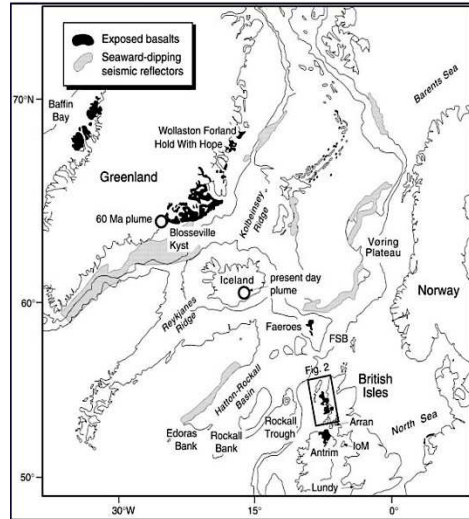 Exposed basalts
Seaward-dipping
seismic reflectors
Barents Sea
70°N
Baffin
Bay
Wollaston Forland
Hold With Hope
Greenland
Kolbeinsey
Ridge
60 Ma plume
Blosseville
Kyst
Vøring
Plateau
Iceland
present day
plume
Norway
60°
Reykjanes
Ridge
Faeroes
FSB
Fig. 2
British
Isles
Hatton-Rockall
Basin
North Sea
Edoras
Bank
Rockall
Bank
Rockall
Trough
Arran
IoM
Antrim
Lundy
50°
30°W
15°
0°